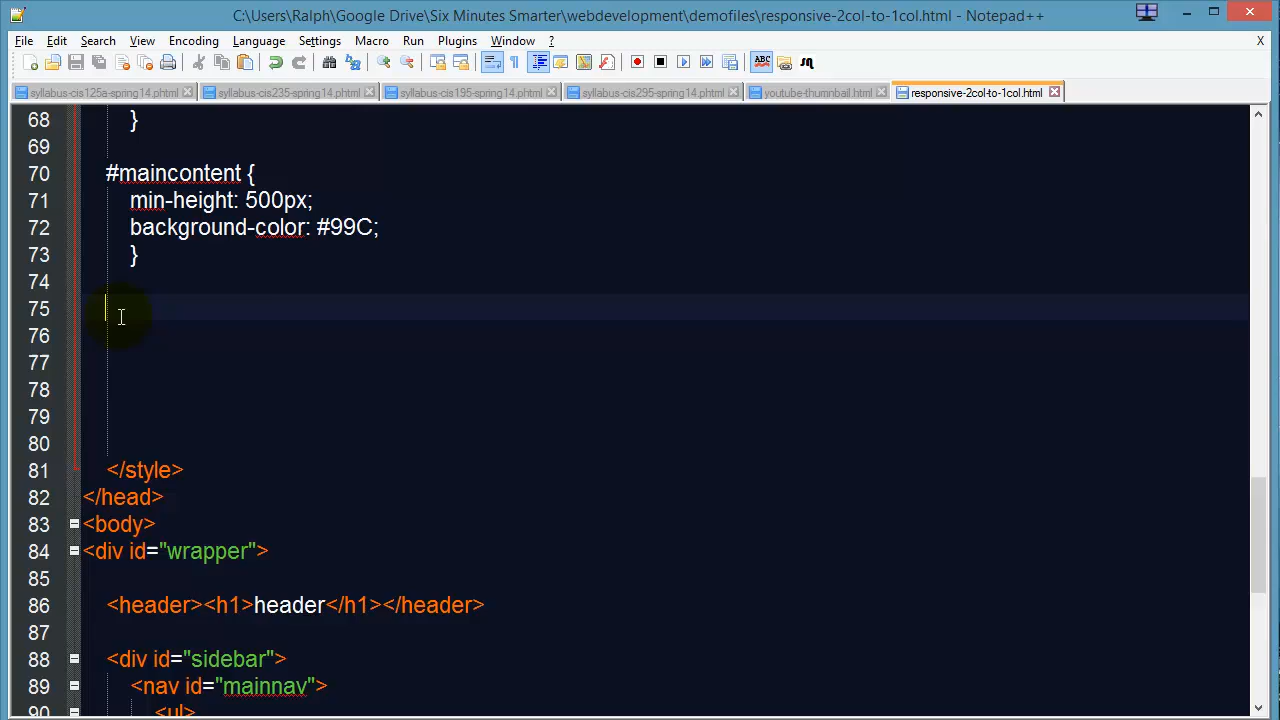 C:\Users\Ralph\Google Drive\Six Minutes Smarter\webdevelopment\demofiles\responsive-2col-to-1col.html - Notepad++
File Edit Search View Encoding Language Settings Macro Run Plugins Window ? X
syllabus-cis125a-spring14.phtml syllabus-cis235-spring14.phtml syllabus-cis195-spring14.phtml syllabus-cis295-spring14.phtml youtube-thumnbail.html responsive-2col-to-1col.html
68 }
69
70 #maincontent {
71 min-height: 500px;
72 background-color: #99C;
73 }
74
75
76
77
78
79
80
81 </style>
82 </head>
83 <body>
84 <div id="wrapper">
85
86 <header><h1>header</h1></header>
87
88 <div id="sidebar">
89 <nav id="mainnav">
90 <ul>